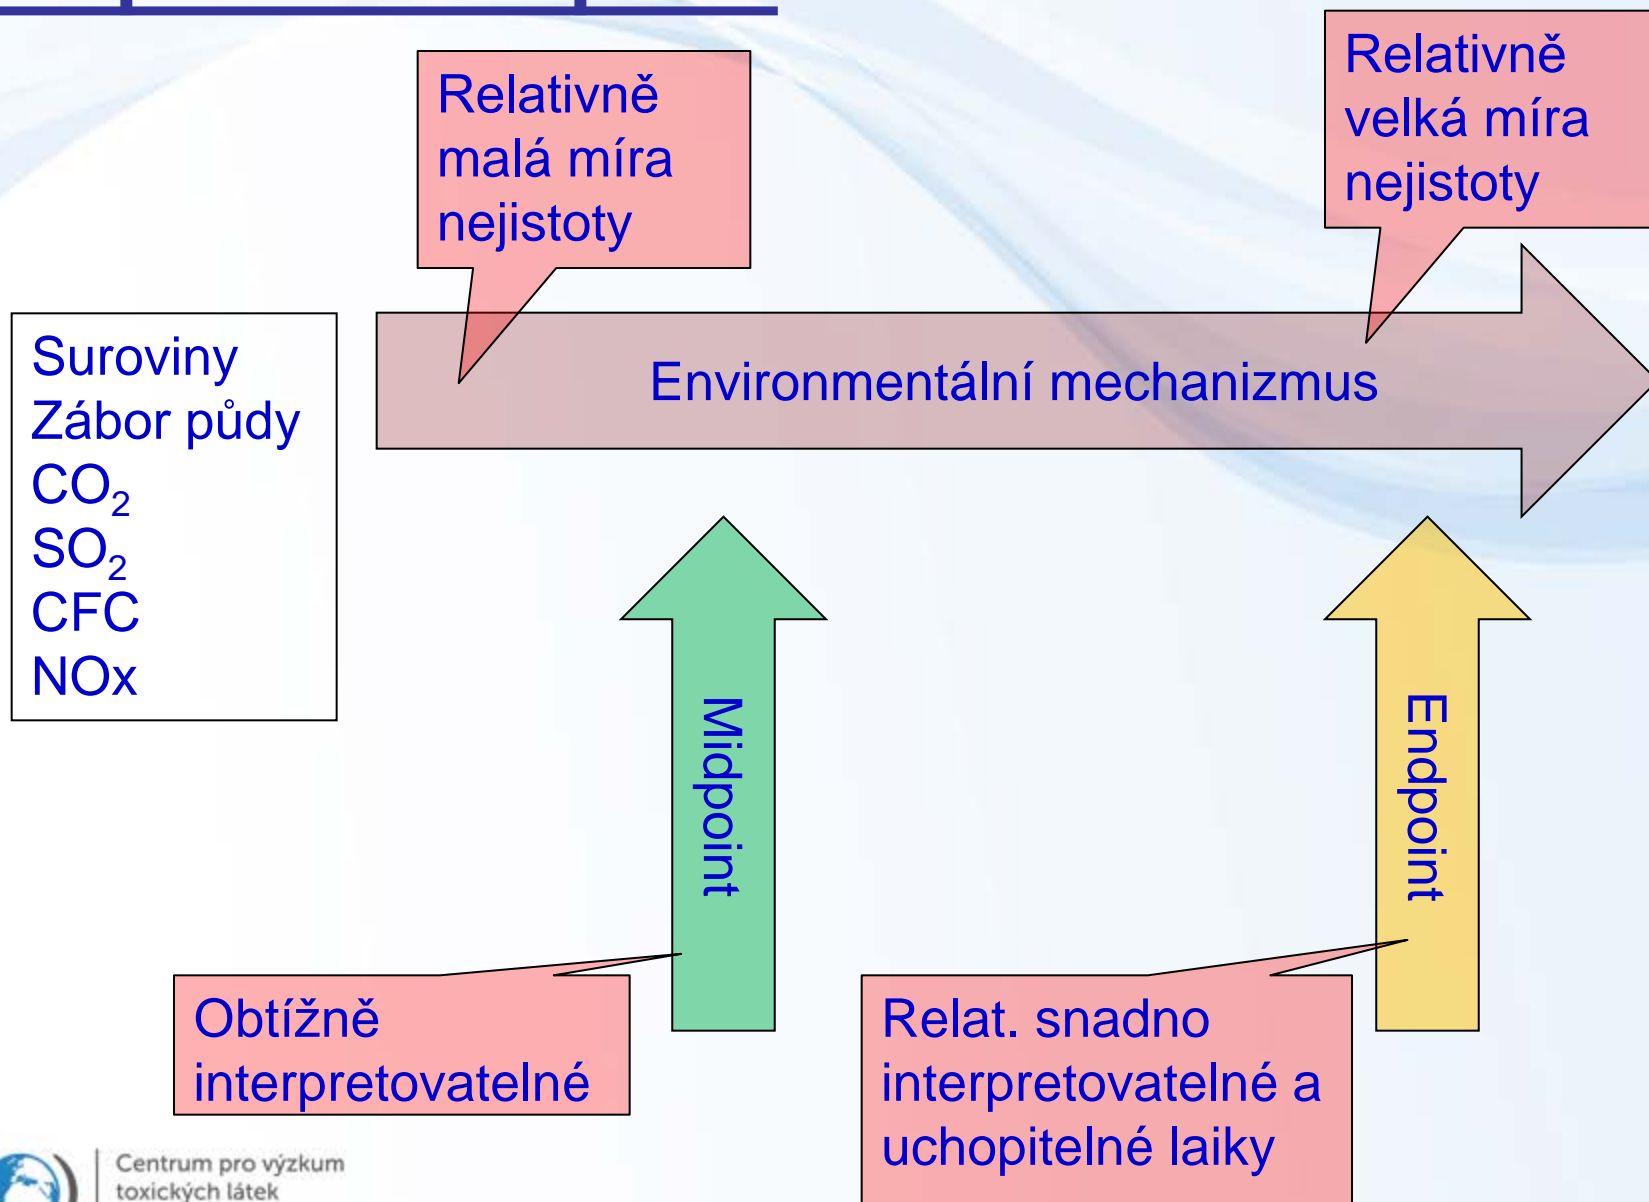 Relativně
malá míra
nejistoty
Relativně
velká míra
nejistoty
Suroviny
Zábor půdy
CO₂
SO₂
CFC
NOx
Environmentální mechanizmus
Midpoint
Endpoint
Obtížně
interpretovatelné
Relat. snadno
interpretovatelné a
uchopitelné laiky
Centrum pro výzkum
toxických látek